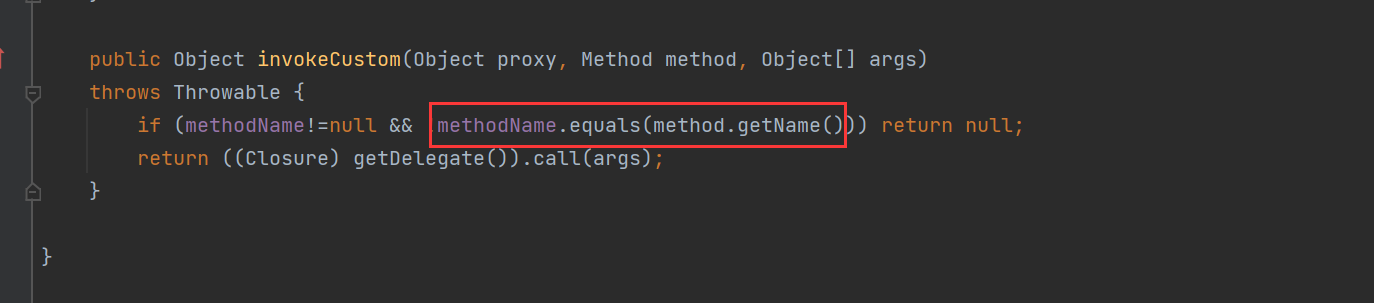 }
public Object invokeCustom(Object proxy, Method method, Object[] args)
throws Throwable {
if (methodName!=null && methodName.equals(method.getName())) return null;
return ((Closure) getDelegate()).call(args);
}
}